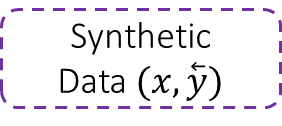 Synthetic
Data (x, y⃖)